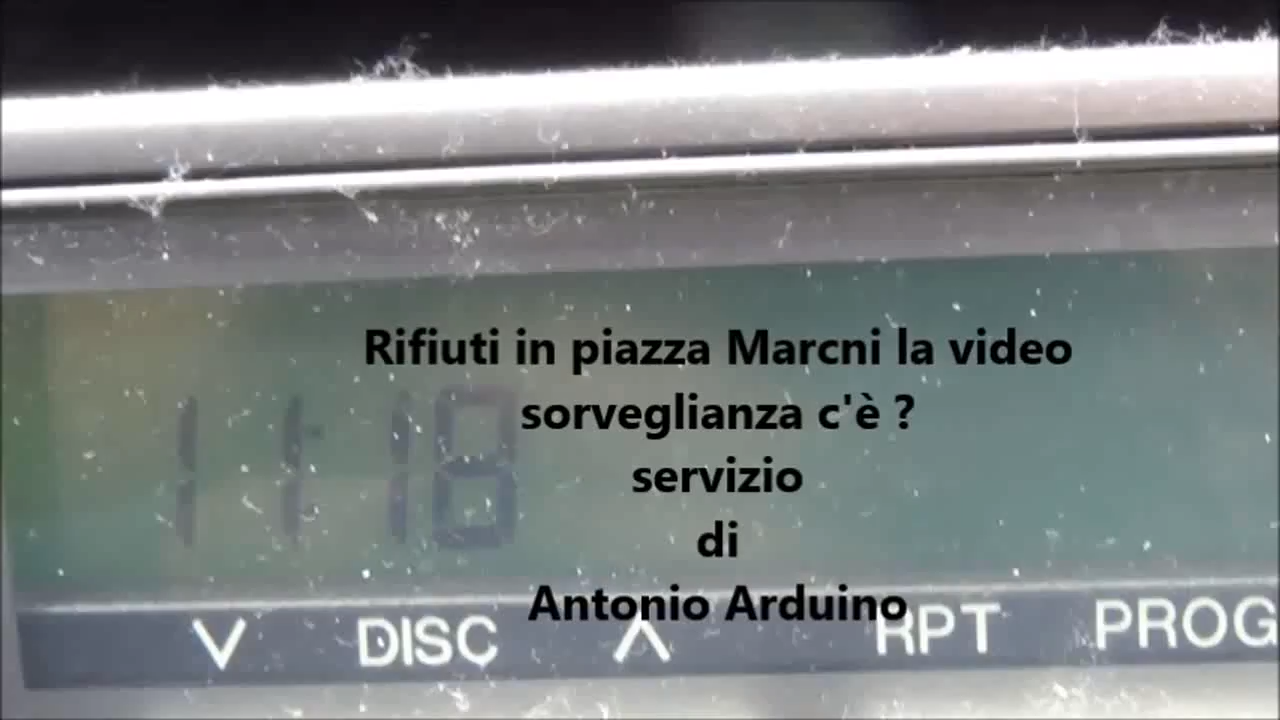 Rifiuti in piazza Marcni la video
sorveglianza c'è ?
servizio
di
Antonio Arduino
11:18
DISC RPT PROG